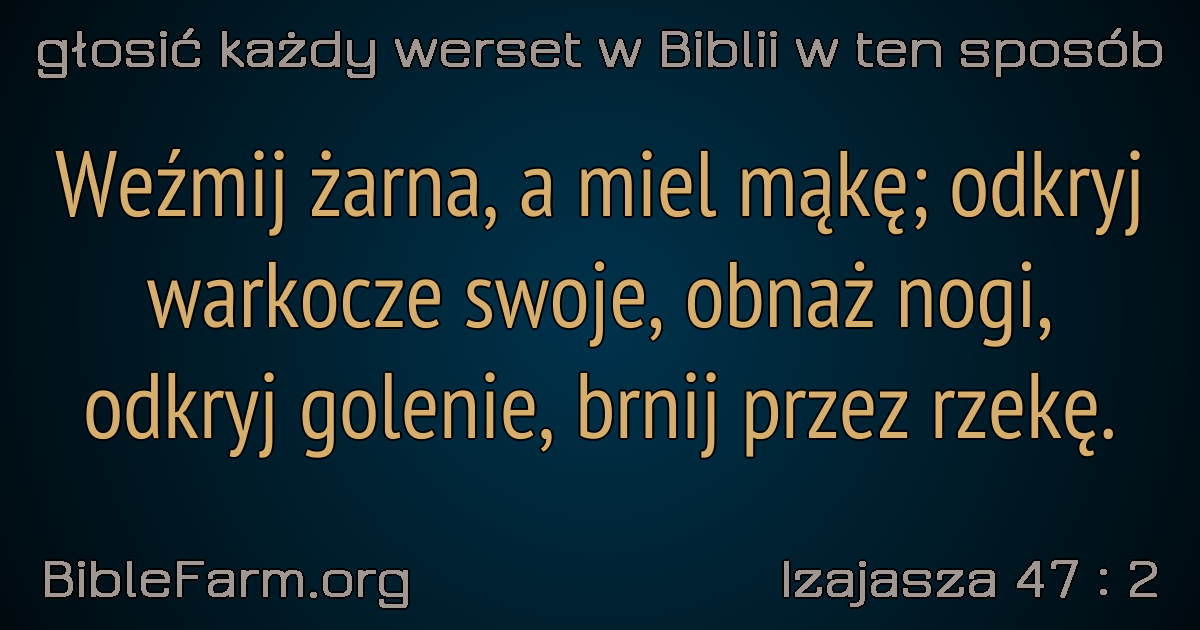 głosić każdy werset w Biblii w ten sposób
Weźmij żarna, a miel mąkę; odkryj
warkocze swoje, obnaż nogi,
odkryj golenie, brnij przez rzekę.
BibleFarm.org
Izajasza 47 : 2